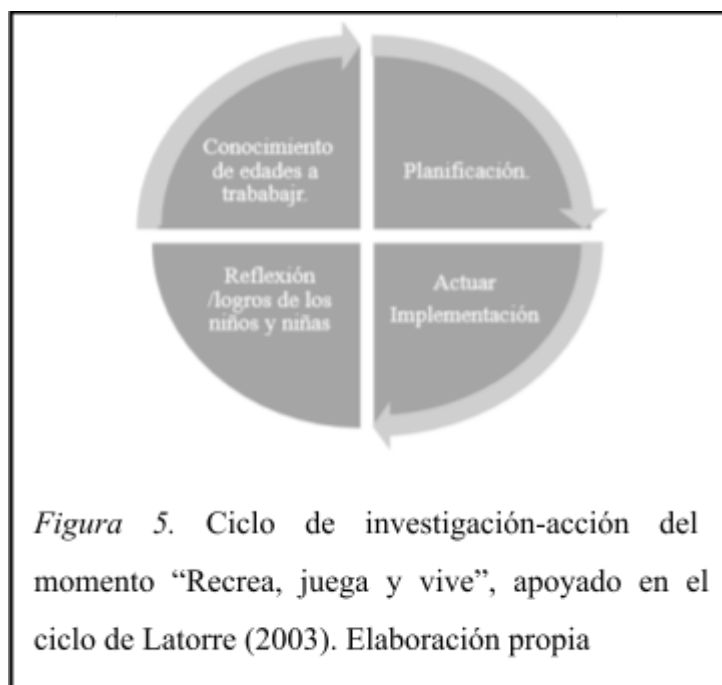 Conocimiento
de edades a
trababajr.
Planificación.
Reflexión
/logros de los
niños y niñas
Actuar
Implementación
Figura 5. Ciclo de investigación-acción del
momento “Recrea, juega y vive”, apoyado en el
ciclo de Latorre (2003). Elaboración propia